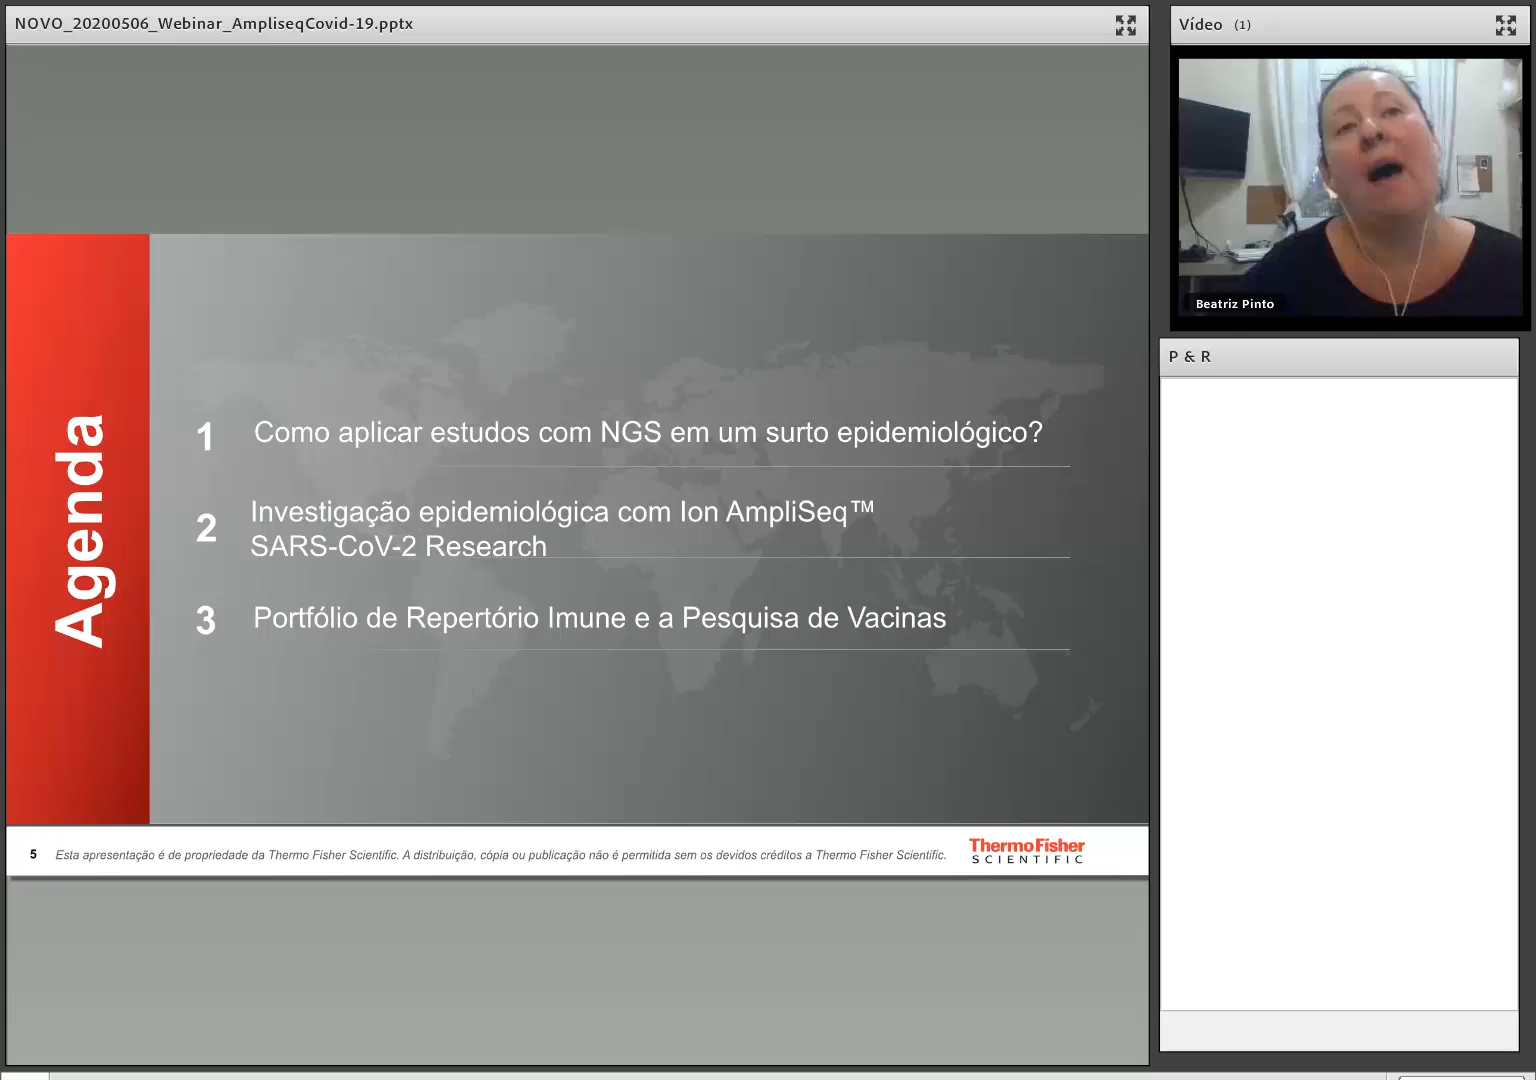 NOVO_20200506_Webinar_AmpliseqCovid-19.pptx
Vídeo (1)
Beatriz Pinto
P & R
Agenda
1 Como aplicar estudos com NGS em um surto epidemiológico?
2 Investigação epidemiológica com Ion AmpliSeq™
SARS-CoV-2 Research
3 Portfólio de Repertório Imune e a Pesquisa de Vacinas
5 Esta apresentação é de propriedade da Thermo Fisher Scientific. A distribuição, cópia ou publicação não é permitida sem os devidos créditos a Thermo Fisher Scientific.
ThermoFisher
SCIENTIFIC